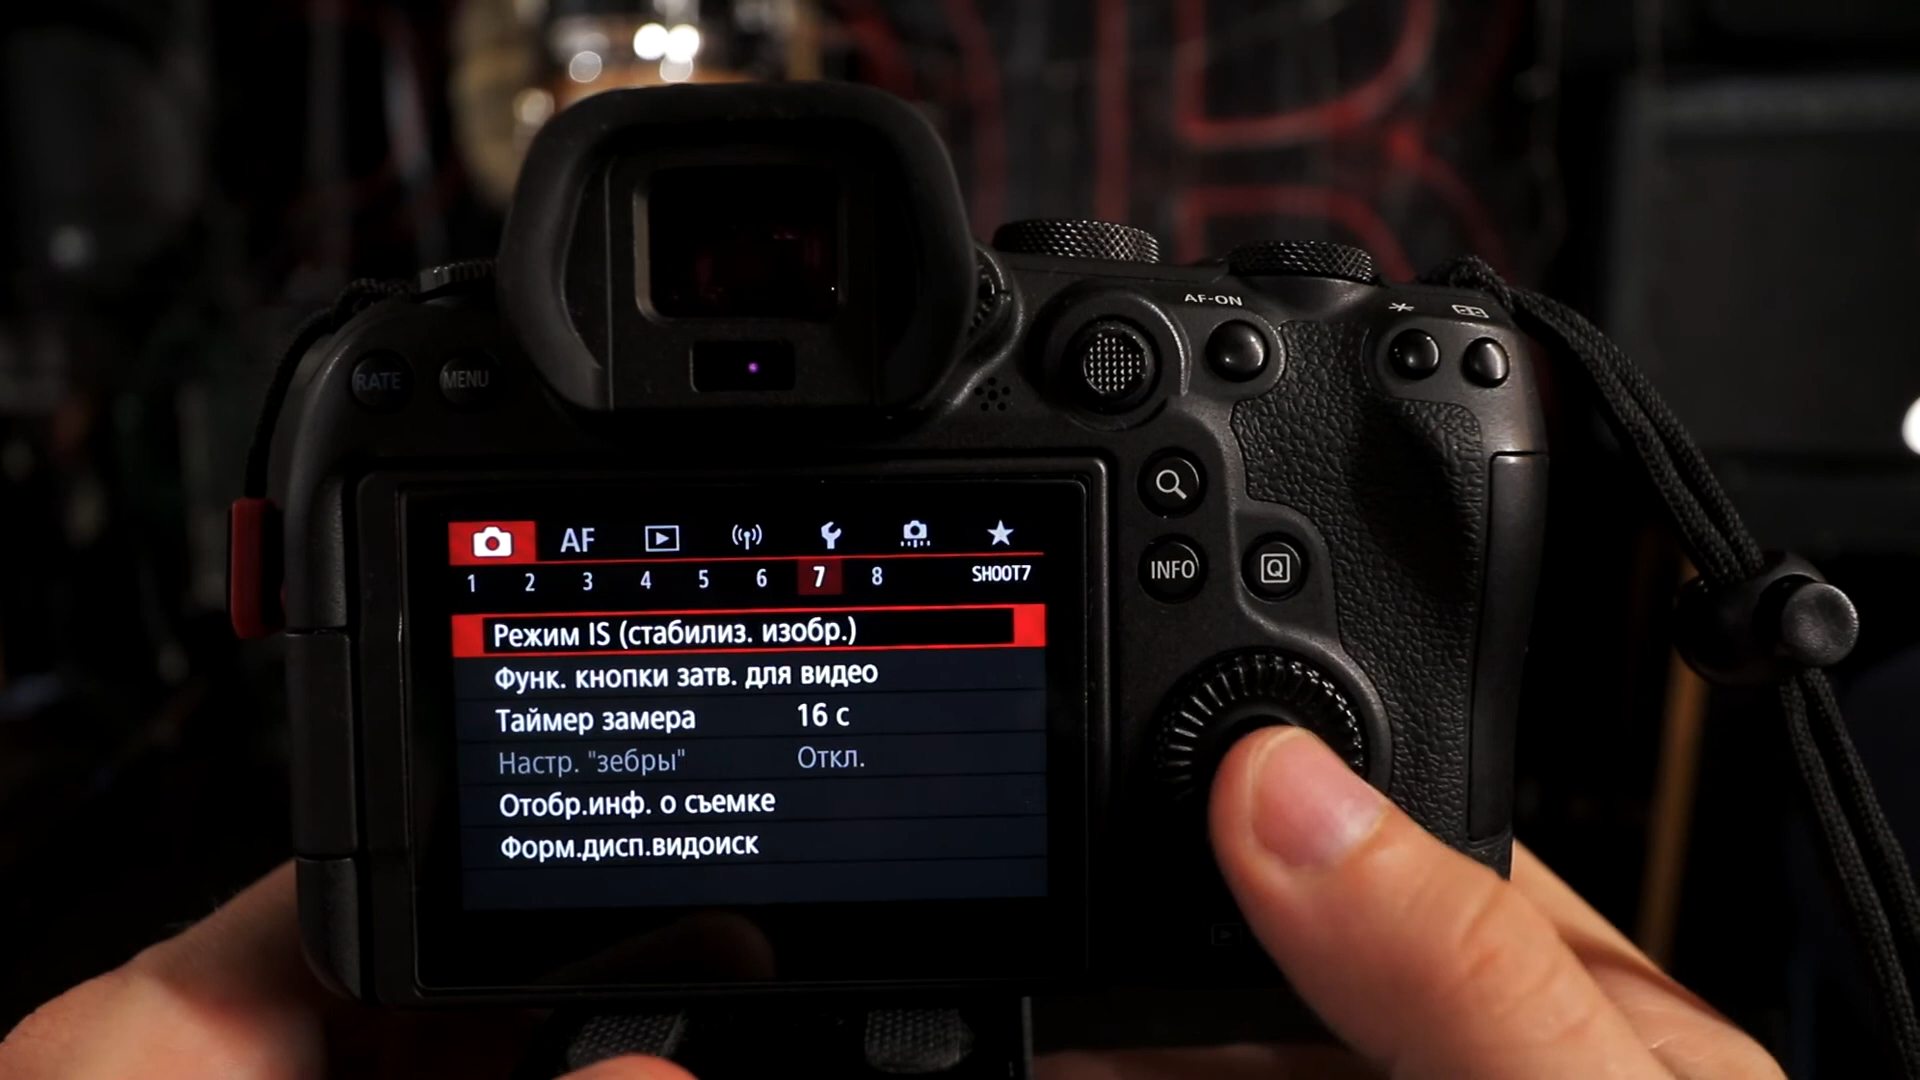 AF-ON
RATE MENU
INFO Q
AF
1 2 3 4 5 6 7 8 SHOOT7
Режим IS (стабилиз. изобр.)
Функ. кнопки затв. для видео
Таймер замера 16 с
Настр. "зебры" Откл.
Отобр.инф. о съемке
Форм.дисп.видоиск